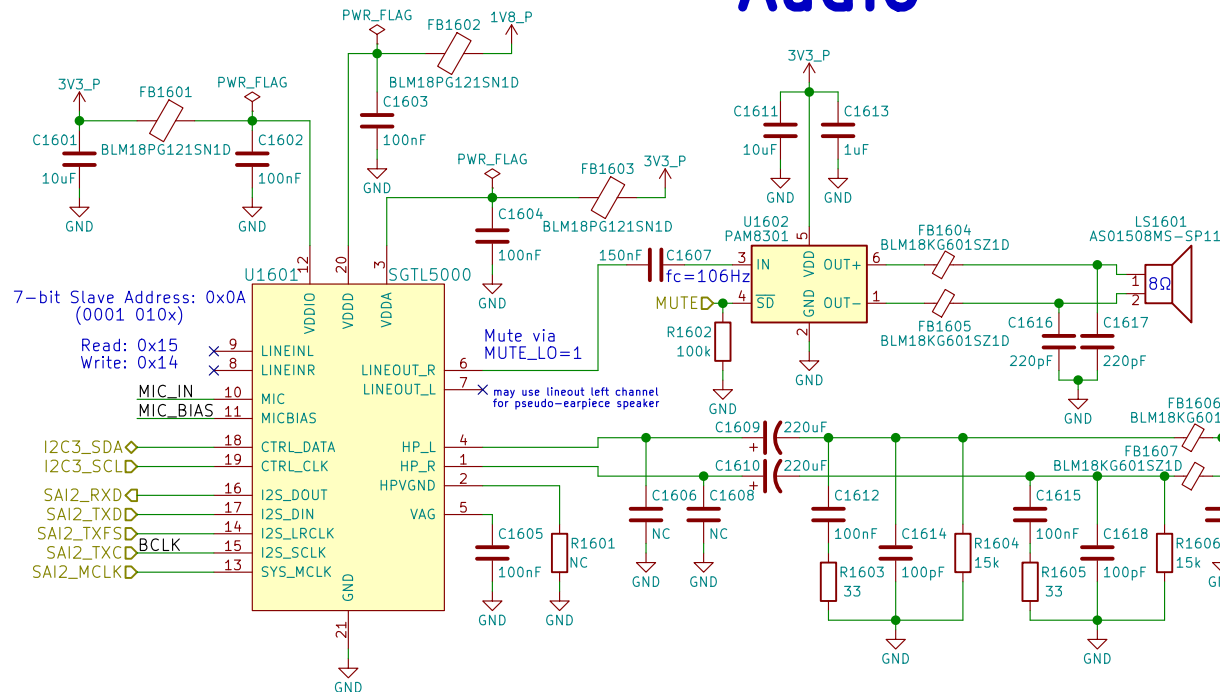 Audio
PWR_FLAG
FB1602
1V8_P
BLM18PG121SN1D
C1603
100nF
GND
3V3_P
FB1601
PWR_FLAG
C1601
BLM18PG121SN1D
C1602
10uF
100nF
GND
GND
PWR_FLAG
FB1603
3V3_P
C1604
BLM18PG121SN1D
100nF
GND
3V3_P
C1611
C1613
10uF
1uF
GND
GND
U1602
PAM8301
150nF
C1607
fc=106Hz
3
IN
5
VDD
OUT+
6
MUTE
4
SD
GND
OUT-
1
2
GND
R1602
100k
GND
FB1604
BLM18KG601SZ1D
FB1605
BLM18KG601SZ1D
LS1601
AS01508MS-SP11
1
2
8Ω
C1616
C1617
220pF
220pF
GND
7-bit Slave Address: 0x0A
(0001 010x)
Read: 0x15
Write: 0x14
U1601
SGTL5000
12
20
3
VDDIO
VDDD
VDDA
9
LINEINL
8
LINEINR
MIC_IN
10
MIC
MIC_BIAS
11
MICBIAS
I2C3_SDA
18
CTRL_DATA
I2C3_SCL
19
CTRL_CLK
SAI2_RXD
16
I2S_DOUT
SAI2_TXD
17
I2S_DIN
SAI2_TXFS
14
I2S_LRCLK
SAI2_TXC
BCLK
15
I2S_SCLK
SAI2_MCLK
13
SYS_MCLK
LINEOUT_R
6
LINEOUT_L
7
HP_L
4
HP_R
1
HPVGND
2
VAG
5
GND
21
GND
Mute via
MUTE_LO=1
may use lineout left channel
for pseudo-earpiece speaker
C1605
100nF
GND
R1601
NC
GND
C1609
220uF
+
C1610
220uF
+
C1606
NC
GND
C1608
NC
GND
C1612
100nF
R1603
33
C1614
100pF
R1604
15k
GND
C1615
100nF
R1605
33
C1618
100pF
R1606
15k
GND
FB1606
BLM18KG601
FB1607
BLM18KG601SZ1D